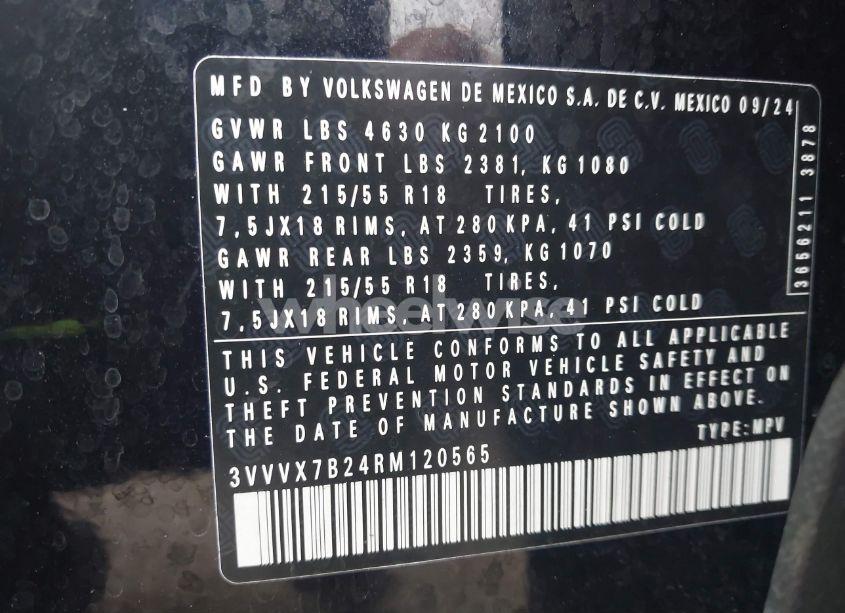 MFD BY VOLKSWAGEN DE MEXICO S.A. DE C.V. MEXICO 09/24
GVWR LBS 4630 KG 2100
GAWR FRONT LBS 2381, KG 1080
WITH 215/55 R18 TIRES,
7,5JX18 RIMS, AT 280 KPA, 41 PSI COLD
GAWR REAR LBS 2359, KG 1070
WITH 215/55 R18 TIRES,
7,5JX18 RIMS, AT 280 KPA, 41 PSI COLD
3656211 3878
wheelwise
THIS VEHICLE CONFORMS TO ALL APPLICABLE
U.S. FEDERAL MOTOR VEHICLE SAFETY AND
THEFT PREVENTION STANDARDS IN EFFECT ON
THE DATE OF MANUFACTURE SHOWN ABOVE.
TYPE: MPV
3VVVX7B24RM120565